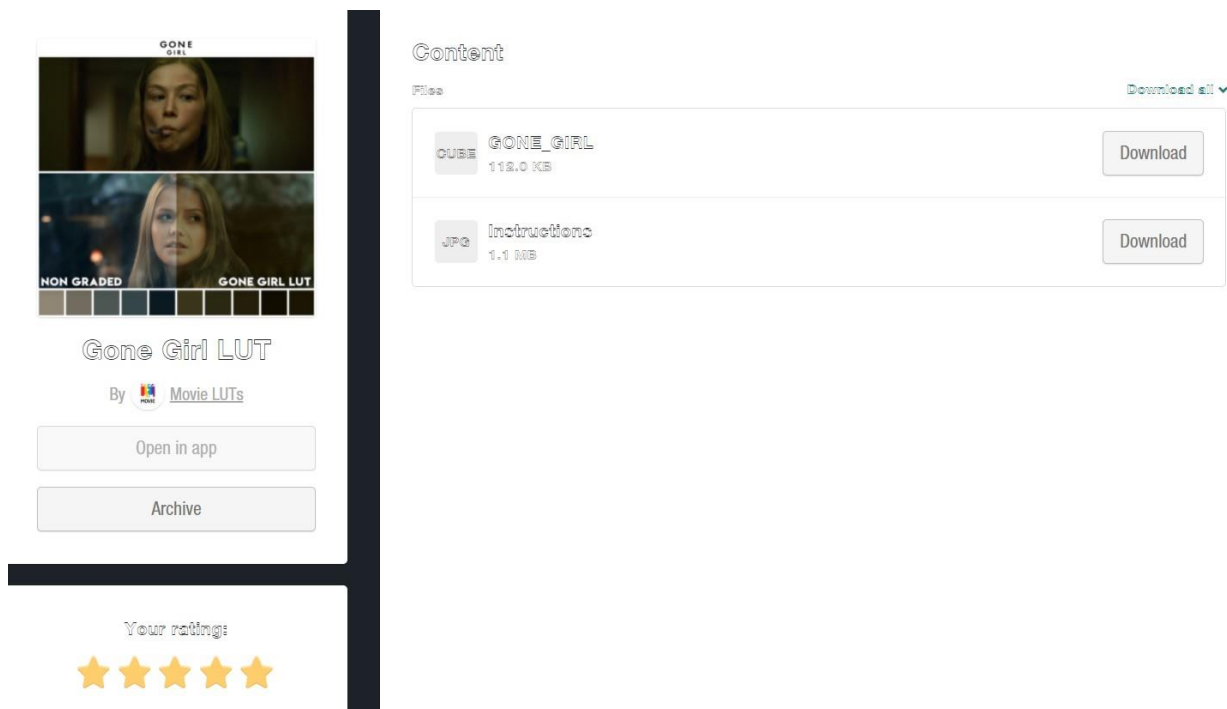 GONE
GIRL
NON GRADED
GONE GIRL LUT
Gone Girl LUT
By MOVIE Movie LUTs
Open in app
Archive
Your rating:
Content
Files
Download all
CUBE
GONE_GIRL
112.0 KB
Download
JPG
Instructions
1.1 MB
Download